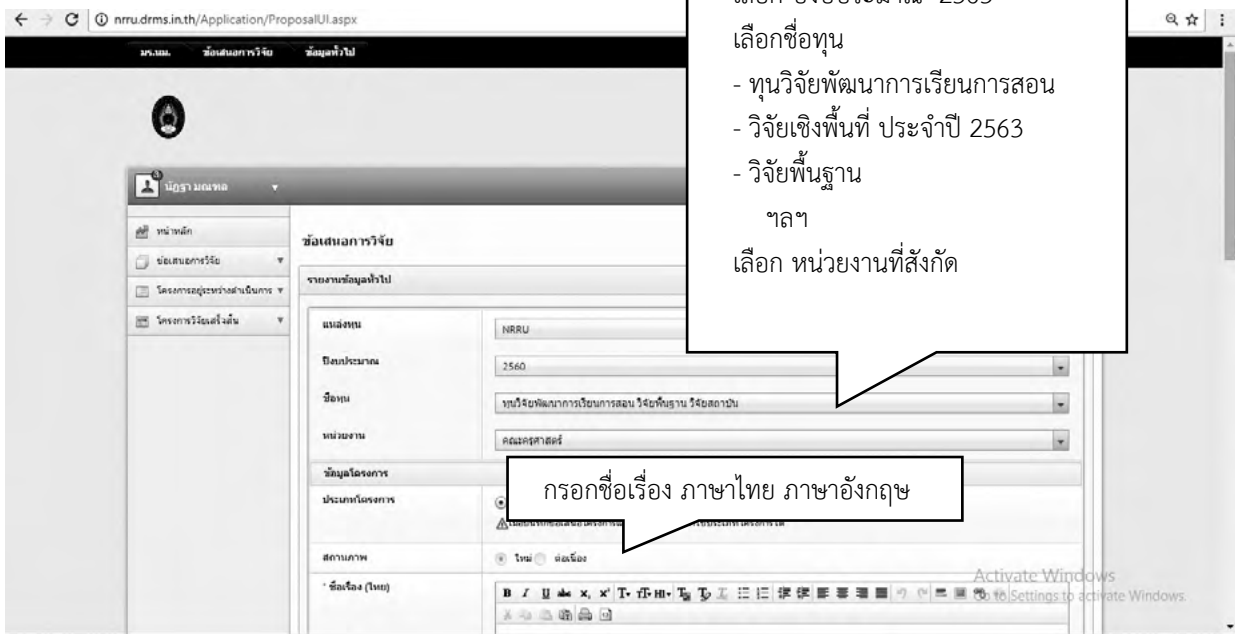 nrru.drms.in.th/Application/ProposalUI.aspx
มร.นม. ข้อเสนอการวิจัย ข้อมูลทั่วไป
เลือกชื่อทุน
- ทุนวิจัยพัฒนาการเรียนการสอน
- วิจัยเชิงพื้นที่ ประจำปี 2563
- วิจัยพื้นฐาน
ฯลฯ
เลือก หน่วยงานที่สังกัด
หน้าหลัก
ข้อเสนอการวิจัย
โครงการอยู่ระหว่างดำเนินการ
โครงการวิจัยเสร็จสิ้น
ข้อเสนอการวิจัย
รายงานข้อมูลทั่วไป
แหล่งทุน NRRU
ปีงบประมาณ 2560
ชื่อทุน ทุนวิจัยพัฒนาการเรียนการสอน วิจัยพื้นฐาน วิจัยสถาบัน
หน่วยงาน คณะครุศาสตร์
ข้อมูลโครงการ
กรอกชื่อเรื่อง ภาษาไทย ภาษาอังกฤษ
ประเภทโครงการ
สถานภาพ ใหม่ ต่อเนื่อง
* ชื่อเรื่อง (ไทย)
Activate Windows
Go to Settings to activate Windows.